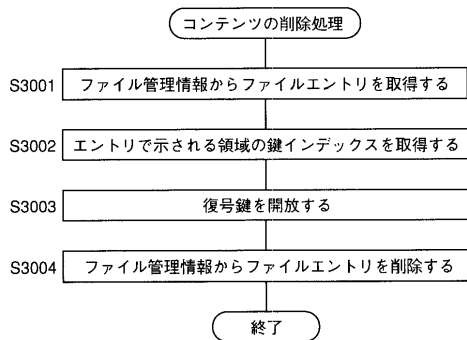 コンテンツの削除処理
S3001 ファイル管理情報からファイルエントリを取得する
S3002 エントリで示される領域の鍵インデックスを取得する
S3003 復号鍵を開放する
S3004 ファイル管理情報からファイルエントリを削除する
終了